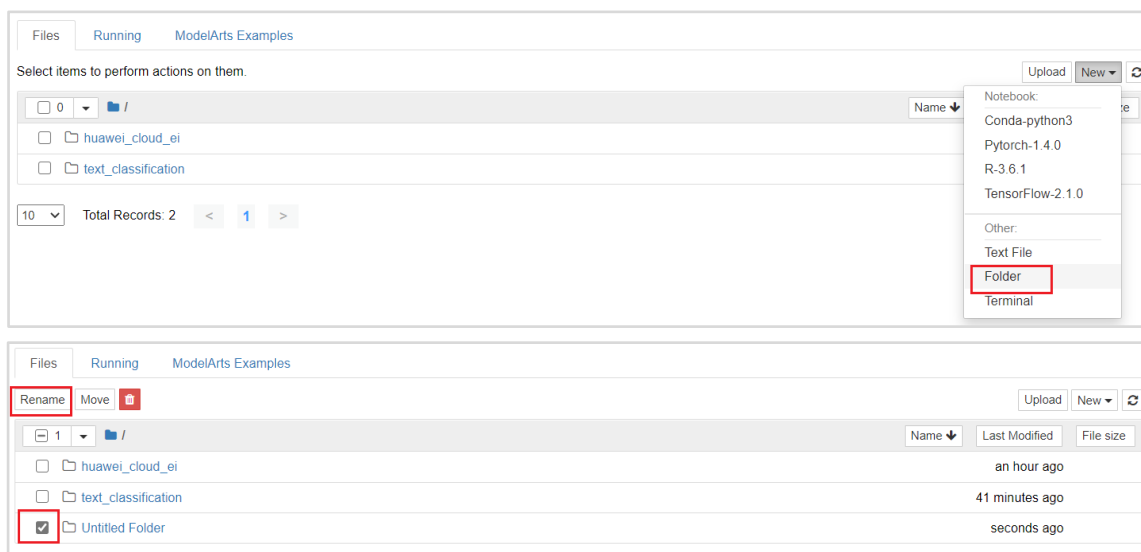 Files Running ModelArts Examples
Select items to perform actions on them.
Upload New
0 / Name ze
Notebook:
huawei_cloud_ei
Conda-python3
Pytorch-1.4.0
text_classification
R-3.6.1
TensorFlow-2.1.0
10 Total Records: 2 < 1 >
Other:
Text File
Folder
Terminal
Files Running ModelArts Examples
Rename Move Upload New
1 / Name Last Modified File size
huawei_cloud_ei an hour ago
text_classification 41 minutes ago
Untitled Folder seconds ago